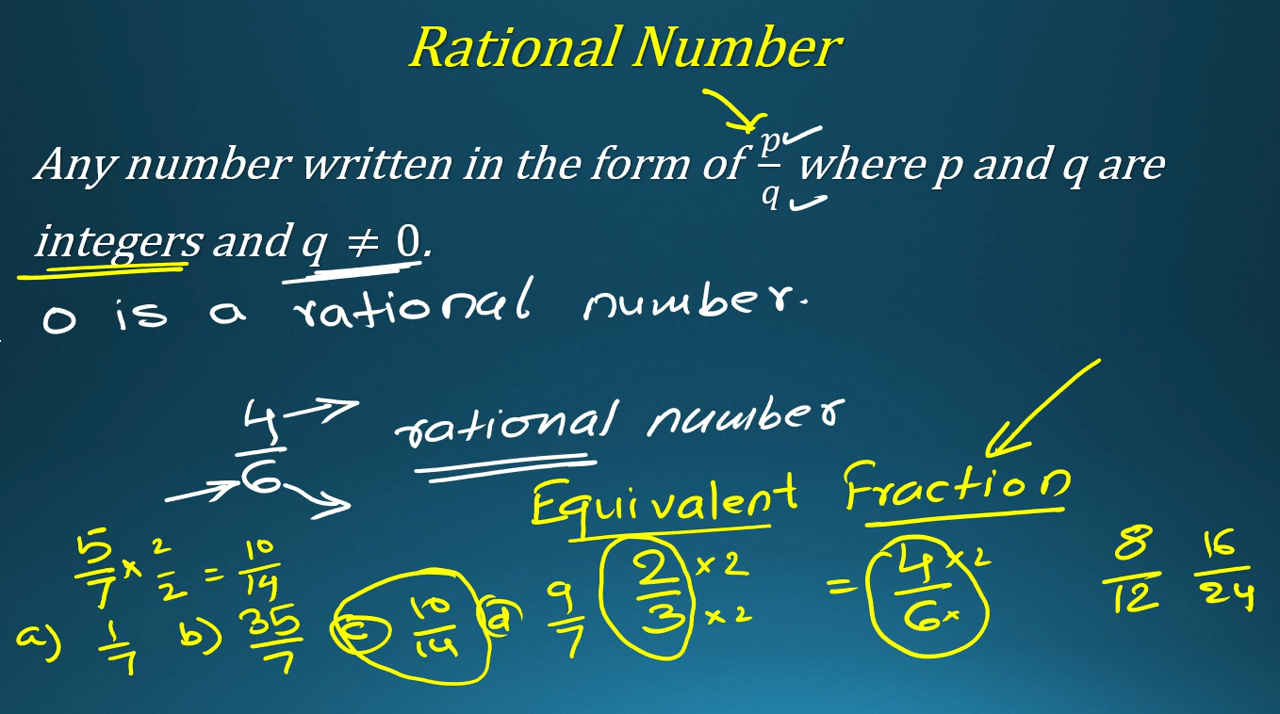 Rational Number
Any number written in the form of p/q where p and q are
integers and q ≠ 0.
0 is a rational number.
4/6 rational number
Equivalent Fraction
5/7 × 2/2 = 10/14
a) 1/7 b) 35/7 c) 10/14 d) 9/7
2/3 ×2 ×2 = 4/6 ×2 × 8/12 16/24